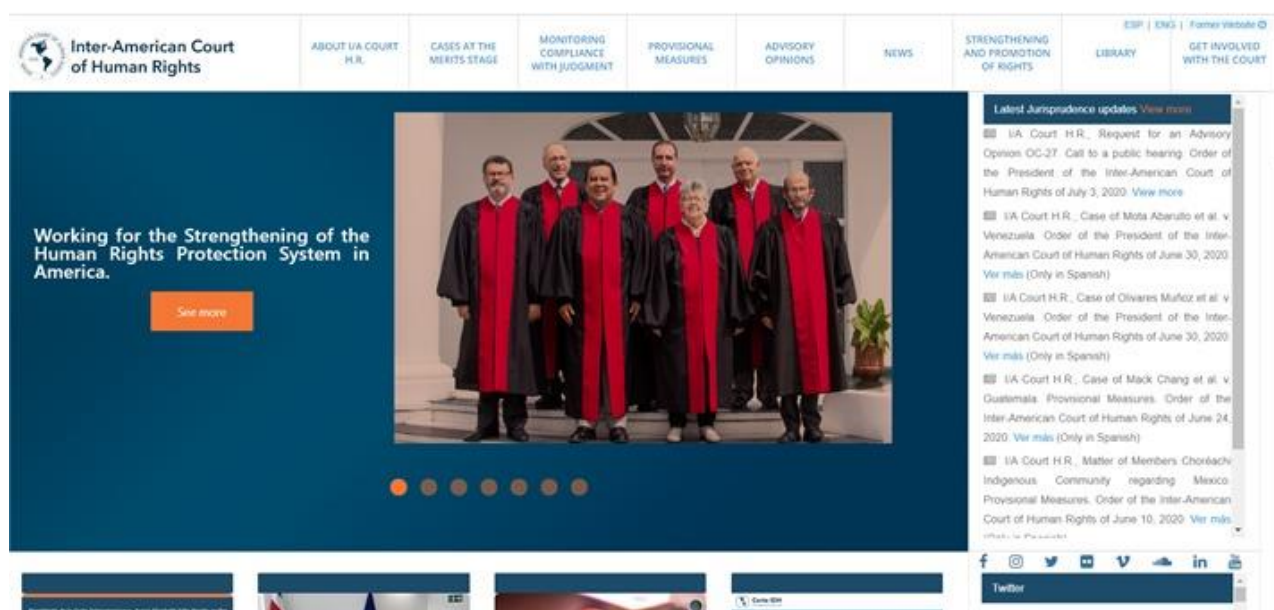 ESP | ENG | Former Website
Inter-American Court
of Human Rights
ABOUT I/A COURT
H.R.
CASES AT THE
MERITS STAGE
MONITORING
COMPLIANCE
WITH JUDGMENT
PROVISIONAL
MEASURES
ADVISORY
OPINIONS
NEWS
STRENGTHENING
AND PROMOTION
OF RIGHTS
LIBRARY
GET INVOLVED
WITH THE COURT
Working for the Strengthening of the
Human Rights Protection System in
America.
See more
Latest Jurisprudence updates View more
I/A Court H.R., Request for an Advisory
Opinion OC-27. Call to a public hearing. Order of
the President of the Inter-American Court of
Human Rights of July 3, 2020. View more
I/A Court H.R., Case of Mota Abarullo et al. v.
Venezuela. Order of the President of the Inter-
American Court of Human Rights of June 30, 2020.
Ver más (Only in Spanish)
I/A Court H.R., Case of Olivares Muñoz et al. v.
Venezuela. Order of the President of the Inter-
American Court of Human Rights of June 30, 2020.
Ver más (Only in Spanish)
I/A Court H.R., Case of Mack Chang et al. v.
Guatemala. Provisional Measures. Order of the
Inter-American Court of Human Rights of June 24,
2020. Ver más (Only in Spanish)
I/A Court H.R., Matter of Members Choréachi
Indigenous Community regarding Mexico.
Provisional Measures. Order of the Inter-American
Court of Human Rights of June 10, 2020. Ver más
Twitter
Corte IDH